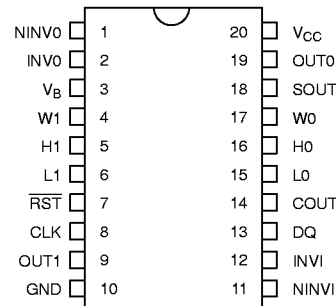 NINV0 1 20 VCC
INV0 2 19 OUT0
VB 3 18 SOUT
W1 4 17 W0
H1 5 16 H0
L1 6 15 L0
RST 7 14 COUT
CLK 8 13 DQ
OUT1 9 12 INVI
GND 10 11 NINVI